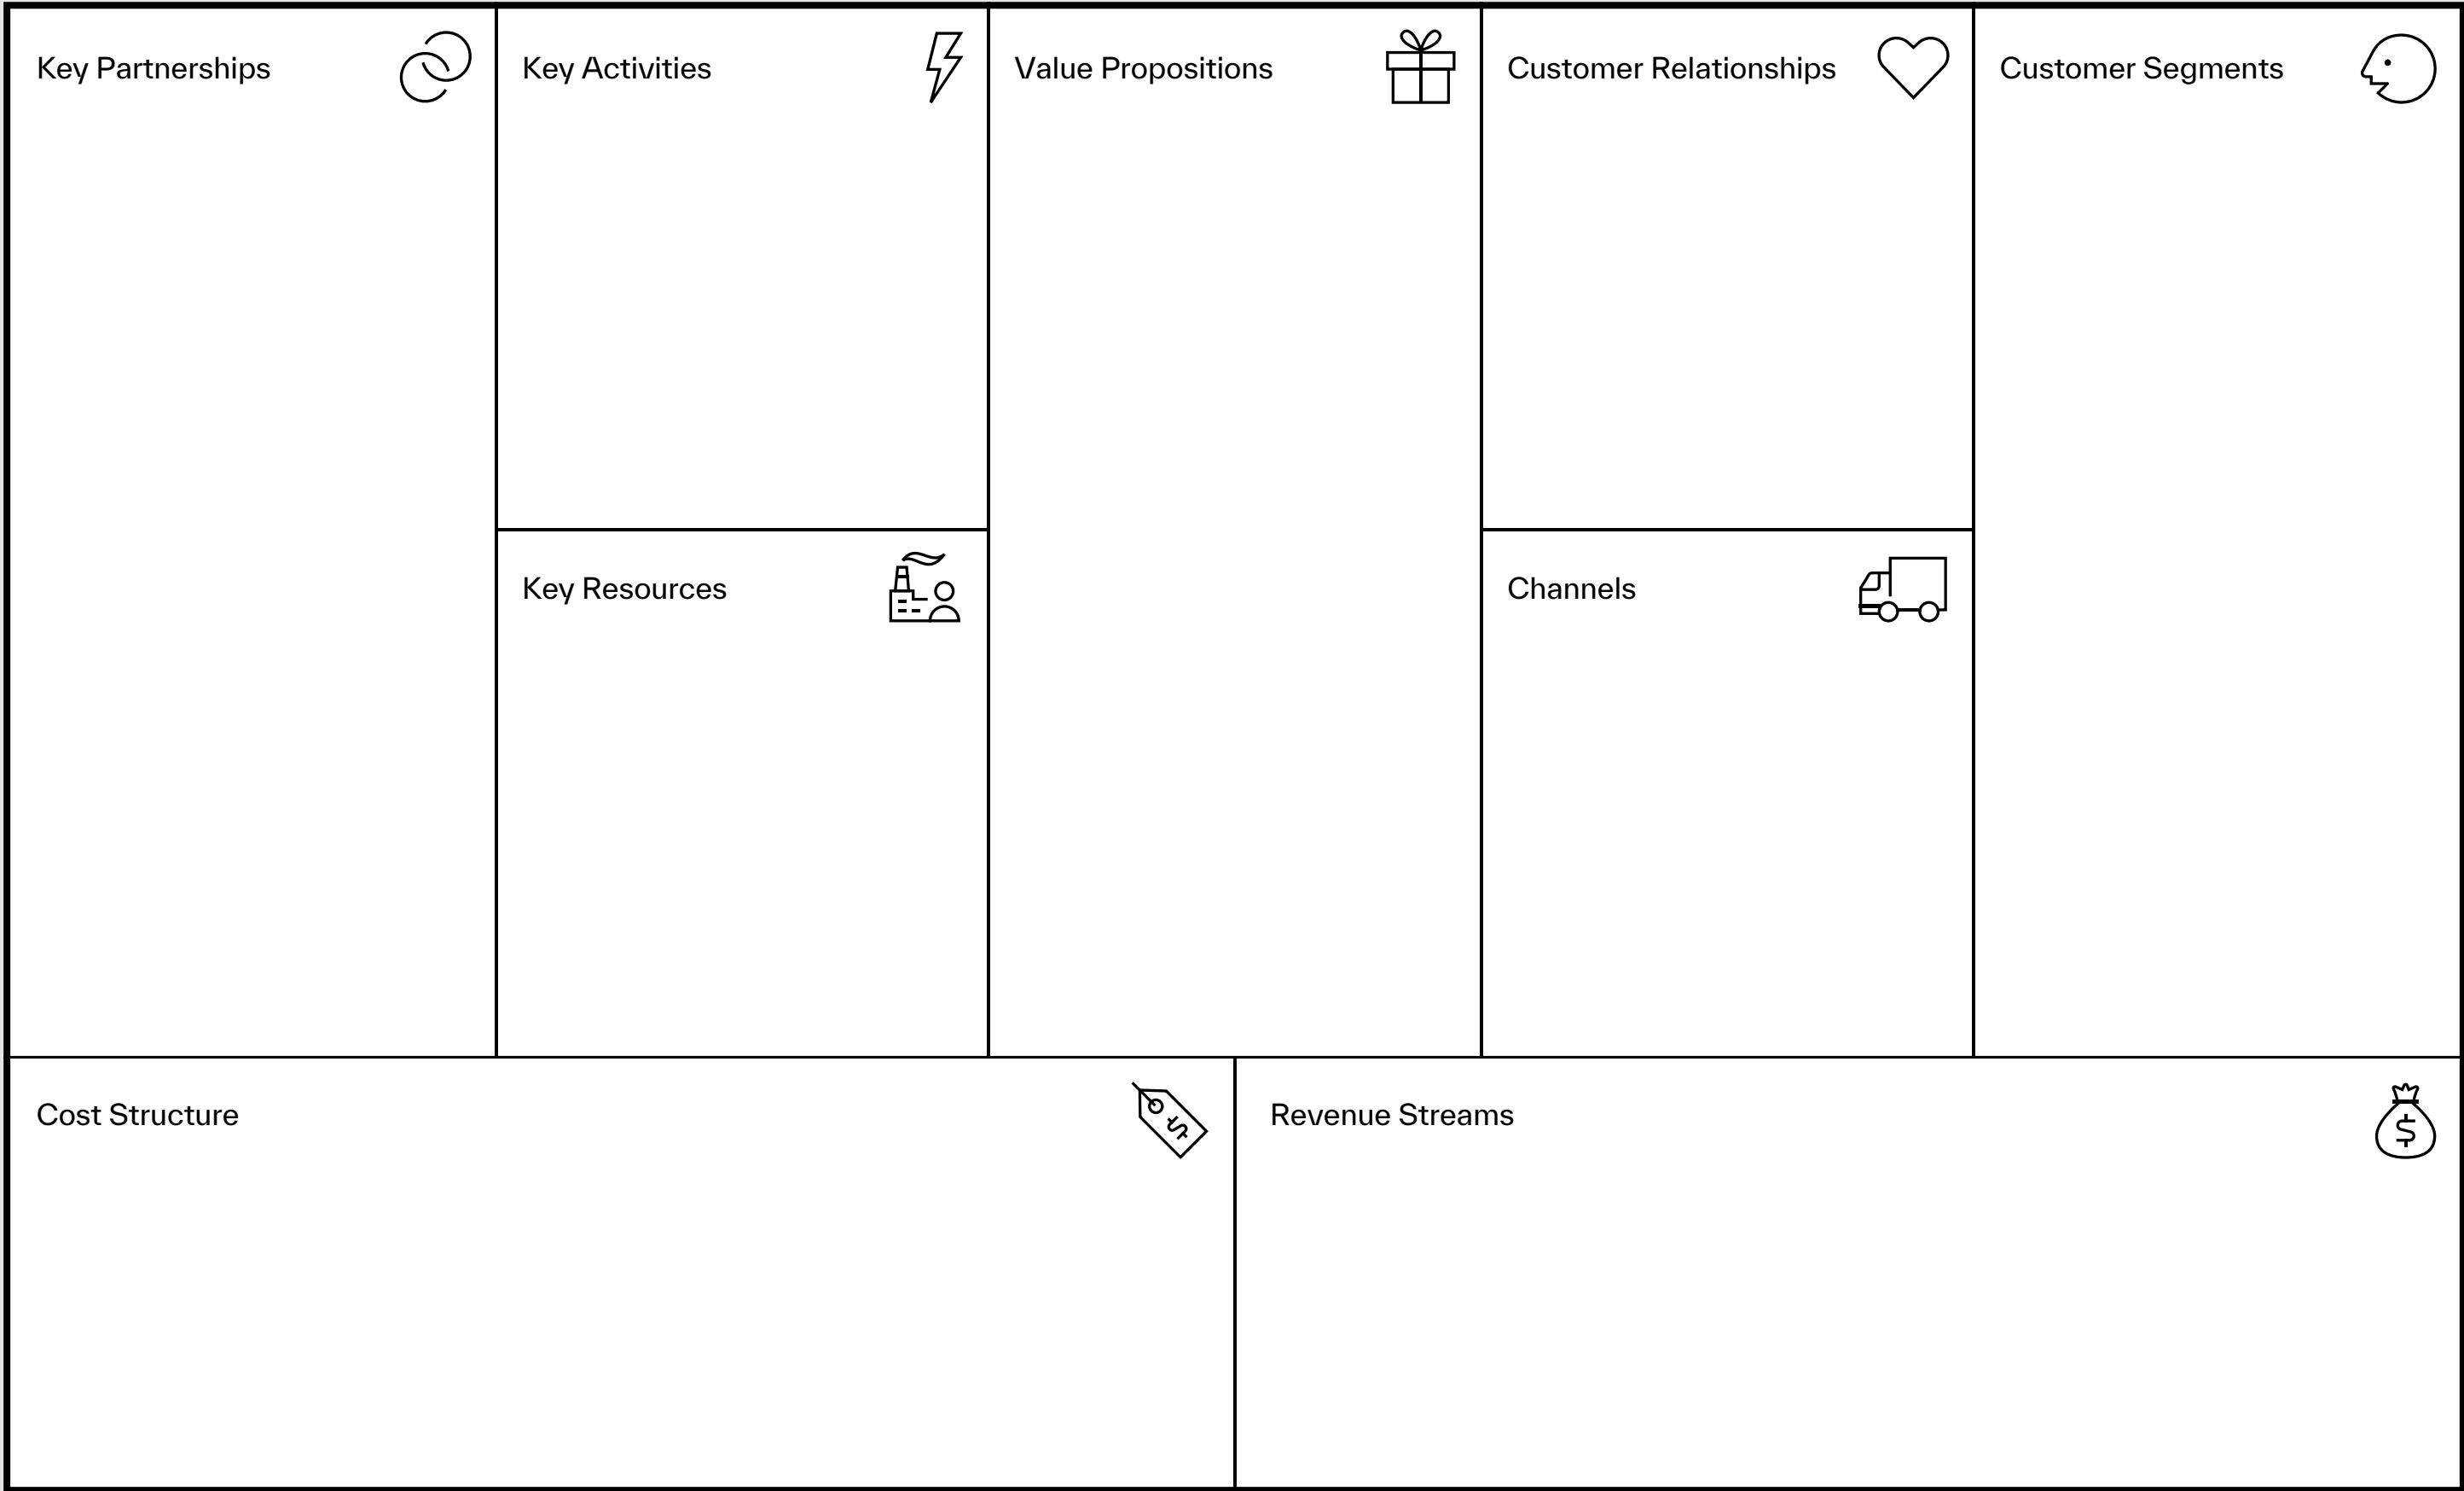 Key Partnerships
Key Activities
Value Propositions
Customer Relationships
Customer Segments
Key Resources
Channels
Cost Structure
$
Revenue Streams
$